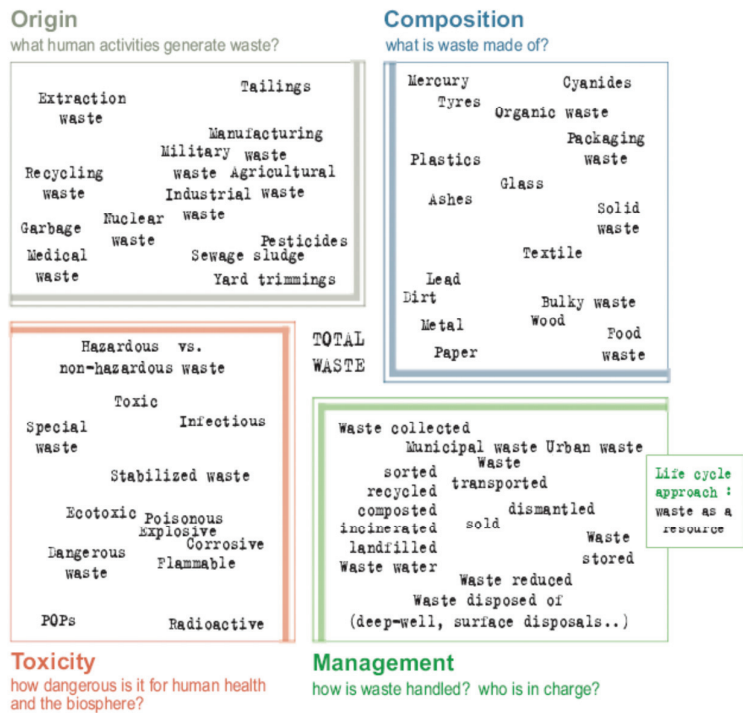 Origin
what human activities generate waste?
Tailings
Extraction
waste
Manufacturing
Military waste
Recycling waste Agricultural
waste Industrial waste
Garbage Nuclear waste
waste Pesticides
Medical Sewage sludge
waste Yard trimmings
Composition
what is waste made of?
Mercury Cyanides
Tyres
Organic waste
Packaging
Plastics waste
Glass
Ashes
Solid
waste
Textile
Lead
Dirt Bulky waste
Metal Wood Food
Paper waste
TOTAL
WASTE
Hazardous vs.
non-hazardous waste
Toxic
Special Infectious
waste
Stabilized waste
Ecotoxic Poisonous
Explosive
Dangerous Corrosive
waste Flammable
POPs Radioactive
Toxicity
how dangerous is it for human health
and the biosphere?
Waste collected
Municipal waste Urban waste
Waste
sorted transported
recycled
composted dismantled
incinerated sold
landfilled Waste
Waste water stored
Waste reduced
Waste disposed of
(deep-well, surface disposals..)
Life cycle
approach :
waste as a
resource
Management
how is waste handled? who is in charge?